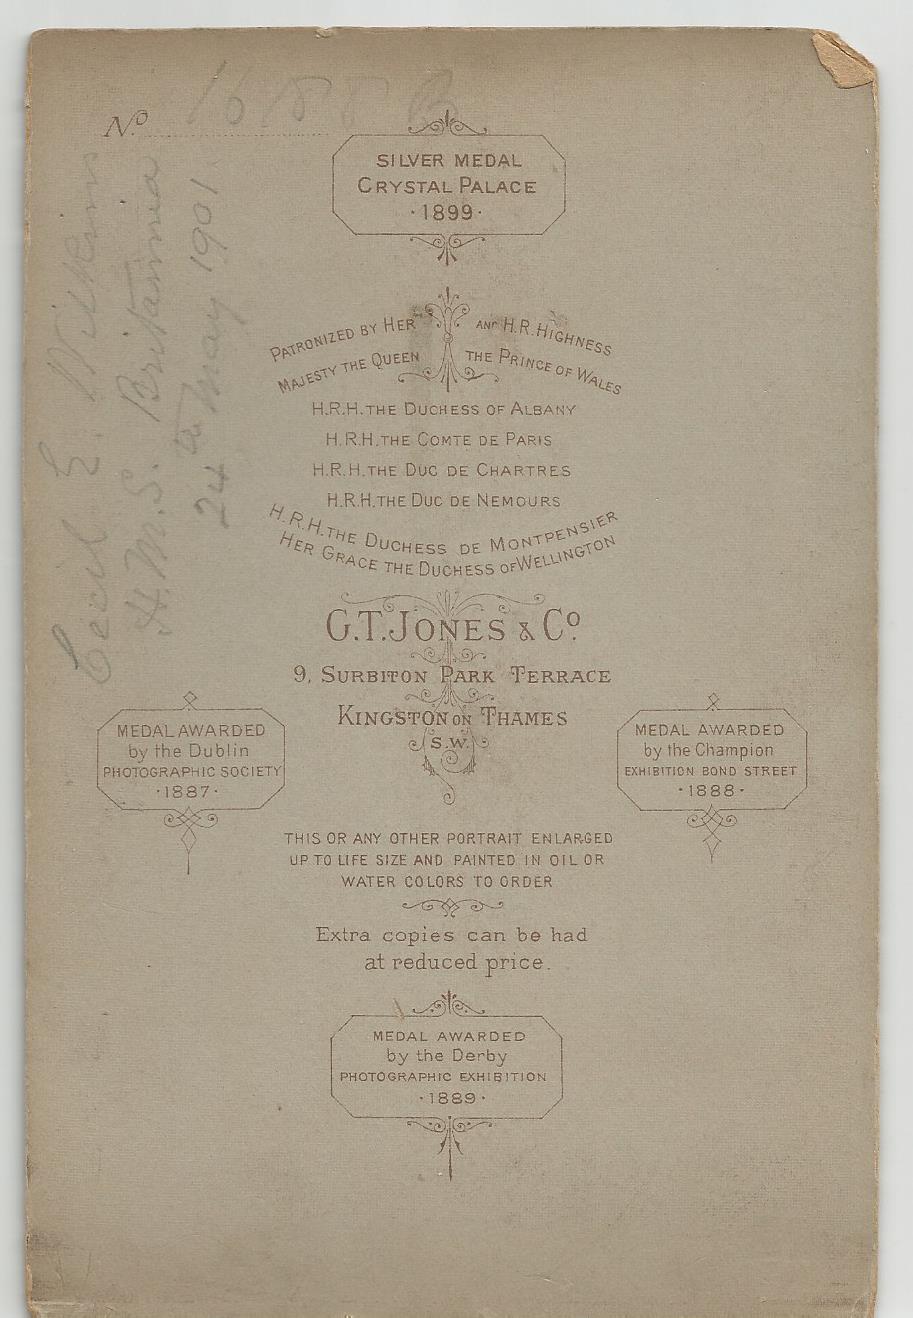 No. 16188 B
SILVER MEDAL
CRYSTAL PALACE
·1899·
PATRONIZED BY HER MAJESTY THE QUEEN
AND H.R.HIGHNESS THE PRINCE OF WALES
H.R.H. THE DUCHESS OF ALBANY
H.R.H. THE COMTE DE PARIS
H.R.H. THE DUC DE CHARTRES
H.R.H. THE DUC DE NEMOURS
H.R.H. THE DUCHESS DE MONTPENSIER
HER GRACE THE DUCHESS OF WELLINGTON
G.T. JONES & Co.
9, SURBITON PARK TERRACE
KINGSTON ON THAMES
S.W.
MEDAL AWARDED
by the Dublin
PHOTOGRAPHIC SOCIETY
·1887·
MEDAL AWARDED
by the Champion
EXHIBITION BOND STREET
·1888·
THIS OR ANY OTHER PORTRAIT ENLARGED
UP TO LIFE SIZE AND PAINTED IN OIL OR
WATER COLORS TO ORDER
Extra copies can be had
at reduced price.
MEDAL AWARDED
by the Derby
PHOTOGRAPHIC EXHIBITION
·1889·
Cecil E. Wilkins
H.M.S. Britannia
24 May 1901